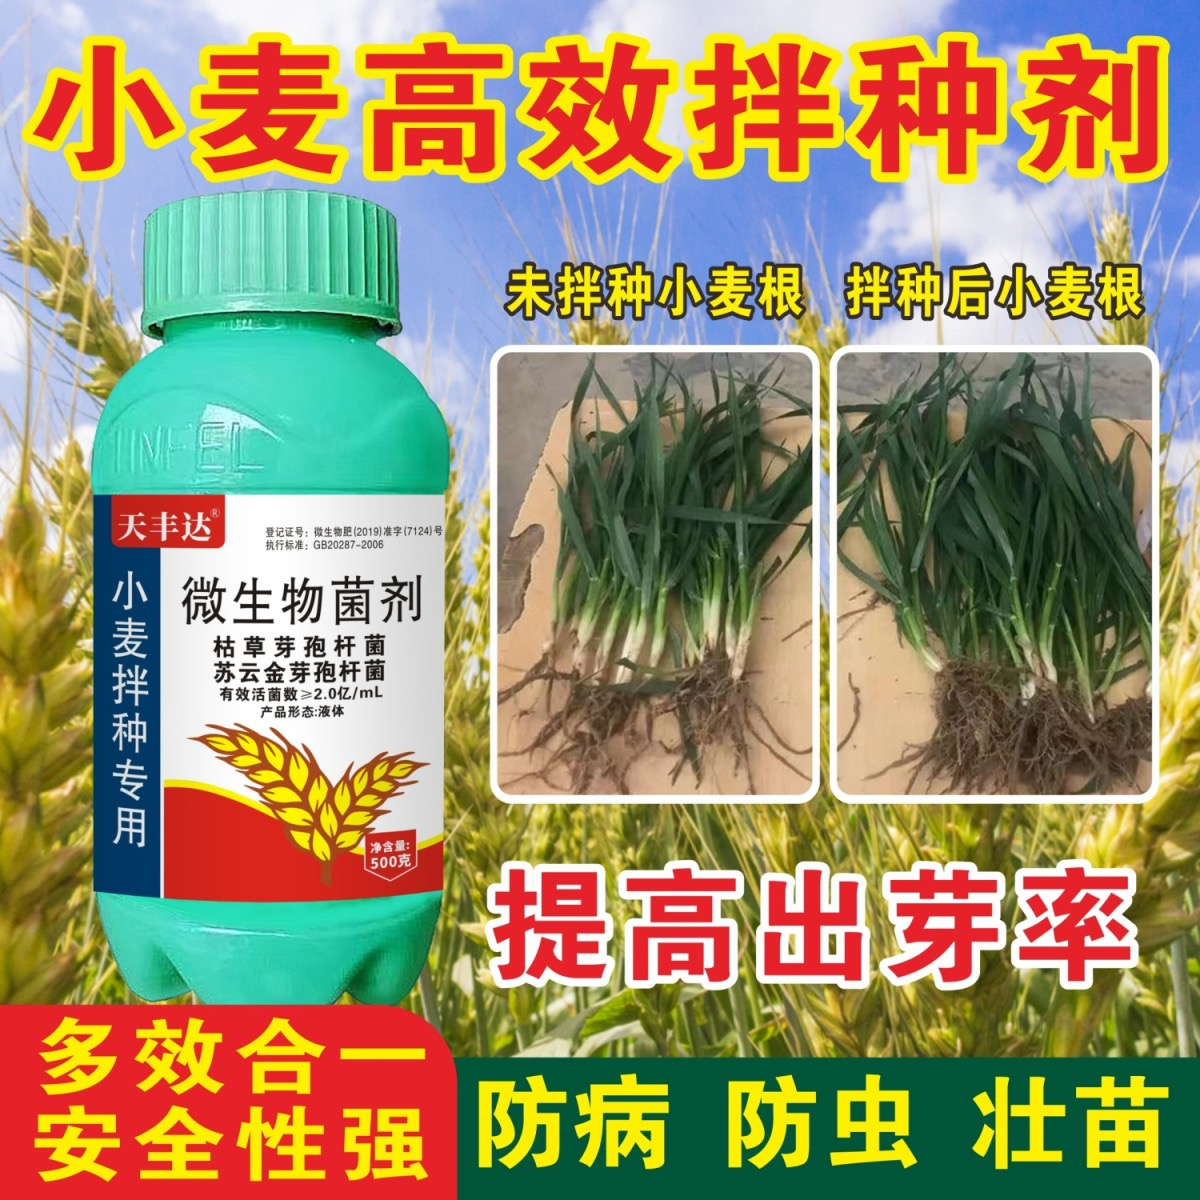 小麦高效拌种剂
未拌种小麦根
拌种后小麦根
JINFEL
天丰达®
登记证号：微生物肥(2019)准字(7124)号
执行标准：GB20287-2006
小麦拌种专用
微生物菌剂
枯草芽孢杆菌
苏云金芽孢杆菌
有效活菌数≥2.0亿/mL
产品形态:液体
净含量:
500克
提高出芽率
多效合一
安全性强
防病 防虫 壮苗